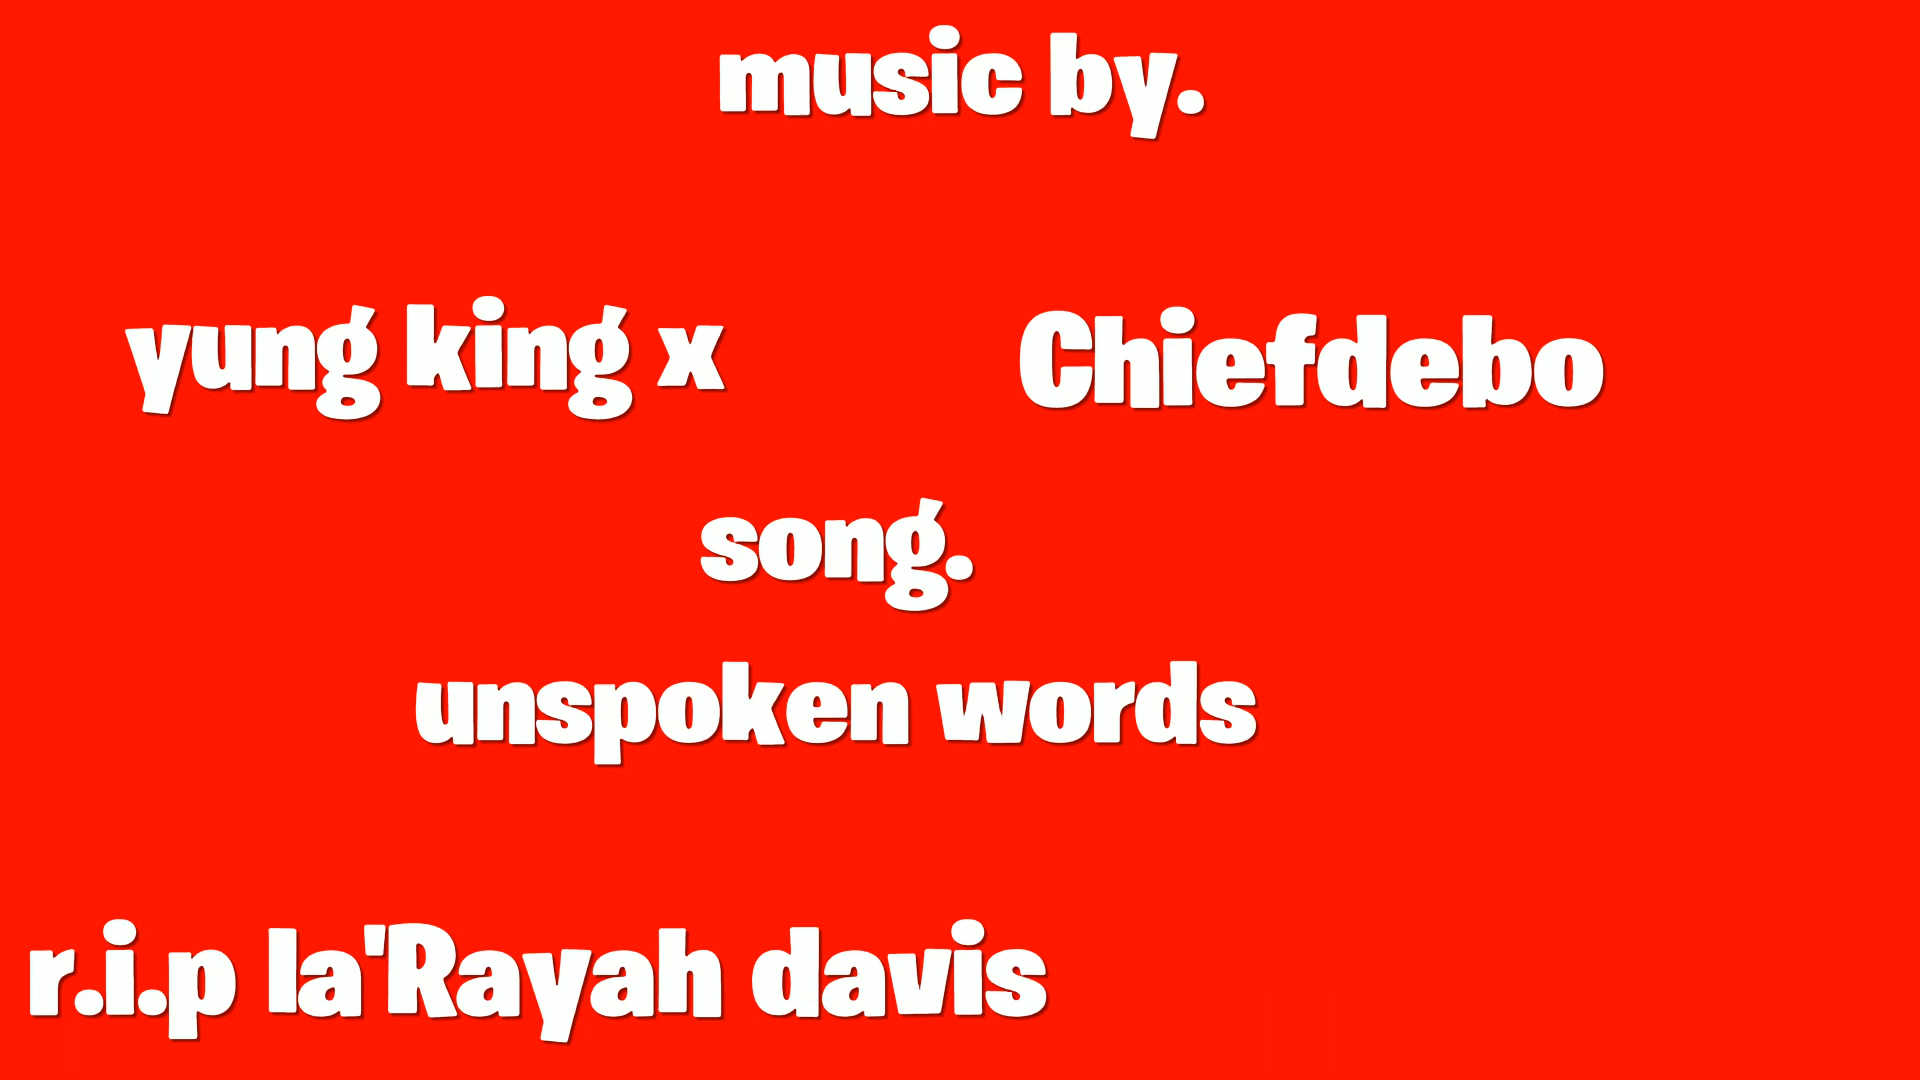 music by.
yung king x Chiefdebo
song.
unspoken words
r.i.p la'Rayah davis